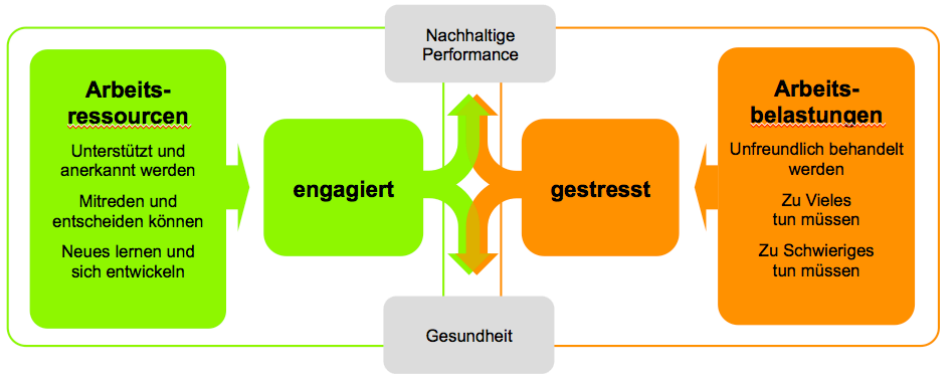 Nachhaltige
Performance
Arbeits-
ressourcen
Unterstützt und
anerkannt werden
Mitreden und
entscheiden können
Neues lernen und
sich entwickeln
engagiert
gestresst
Arbeits-
belastungen
Unfreundlich behandelt
werden
Zu Vieles
tun müssen
Zu Schwieriges
tun müssen
Gesundheit